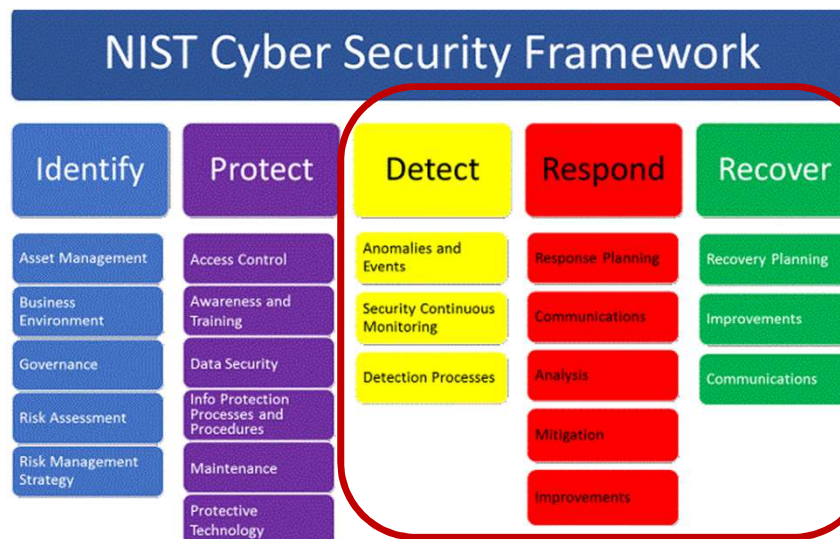 NIST Cyber Security Framework
Identify
Protect
Detect
Respond
Recover
Asset Management
Business
Environment
Governance
Risk Assessment
Risk Management
Strategy
Access Control
Awareness and
Training
Data Security
Info Protection
Processes and
Procedures
Maintenance
Protective
Technology
Anomalies and
Events
Security Continuous
Monitoring
Detection Processes
Response Planning
Communications
Analysis
Mitigation
Improvements
Recovery Planning
Improvements
Communications